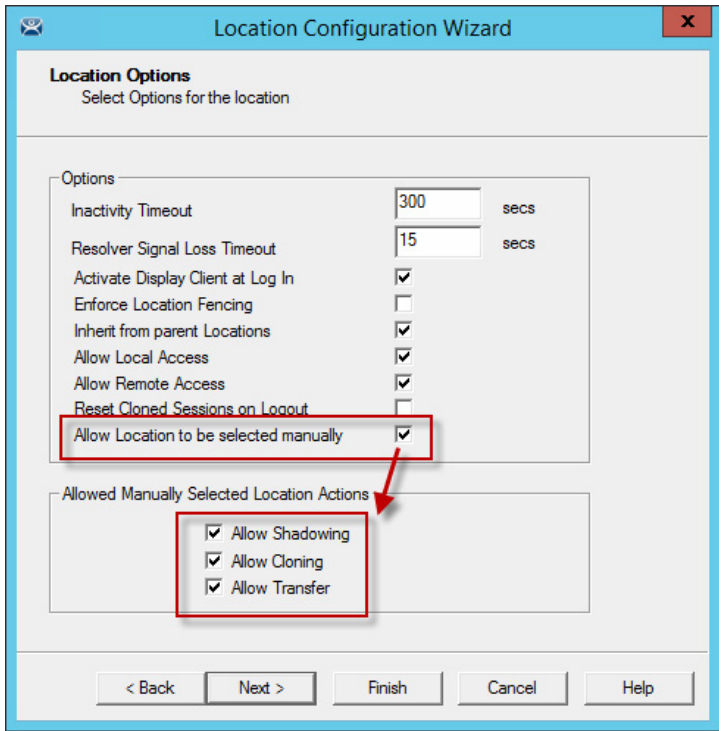 Location Configuration Wizard
x
Location Options
Select Options for the location
Options
Inactivity Timeout 300 secs
Resolver Signal Loss Timeout 15 secs
Activate Display Client at Log In
Enforce Location Fencing
Inherit from parent Locations
Allow Local Access
Allow Remote Access
Reset Cloned Sessions on Logout
Allow Location to be selected manually
Allowed Manually Selected Location Actions
Allow Shadowing
Allow Cloning
Allow Transfer
< Back Next > Finish Cancel Help